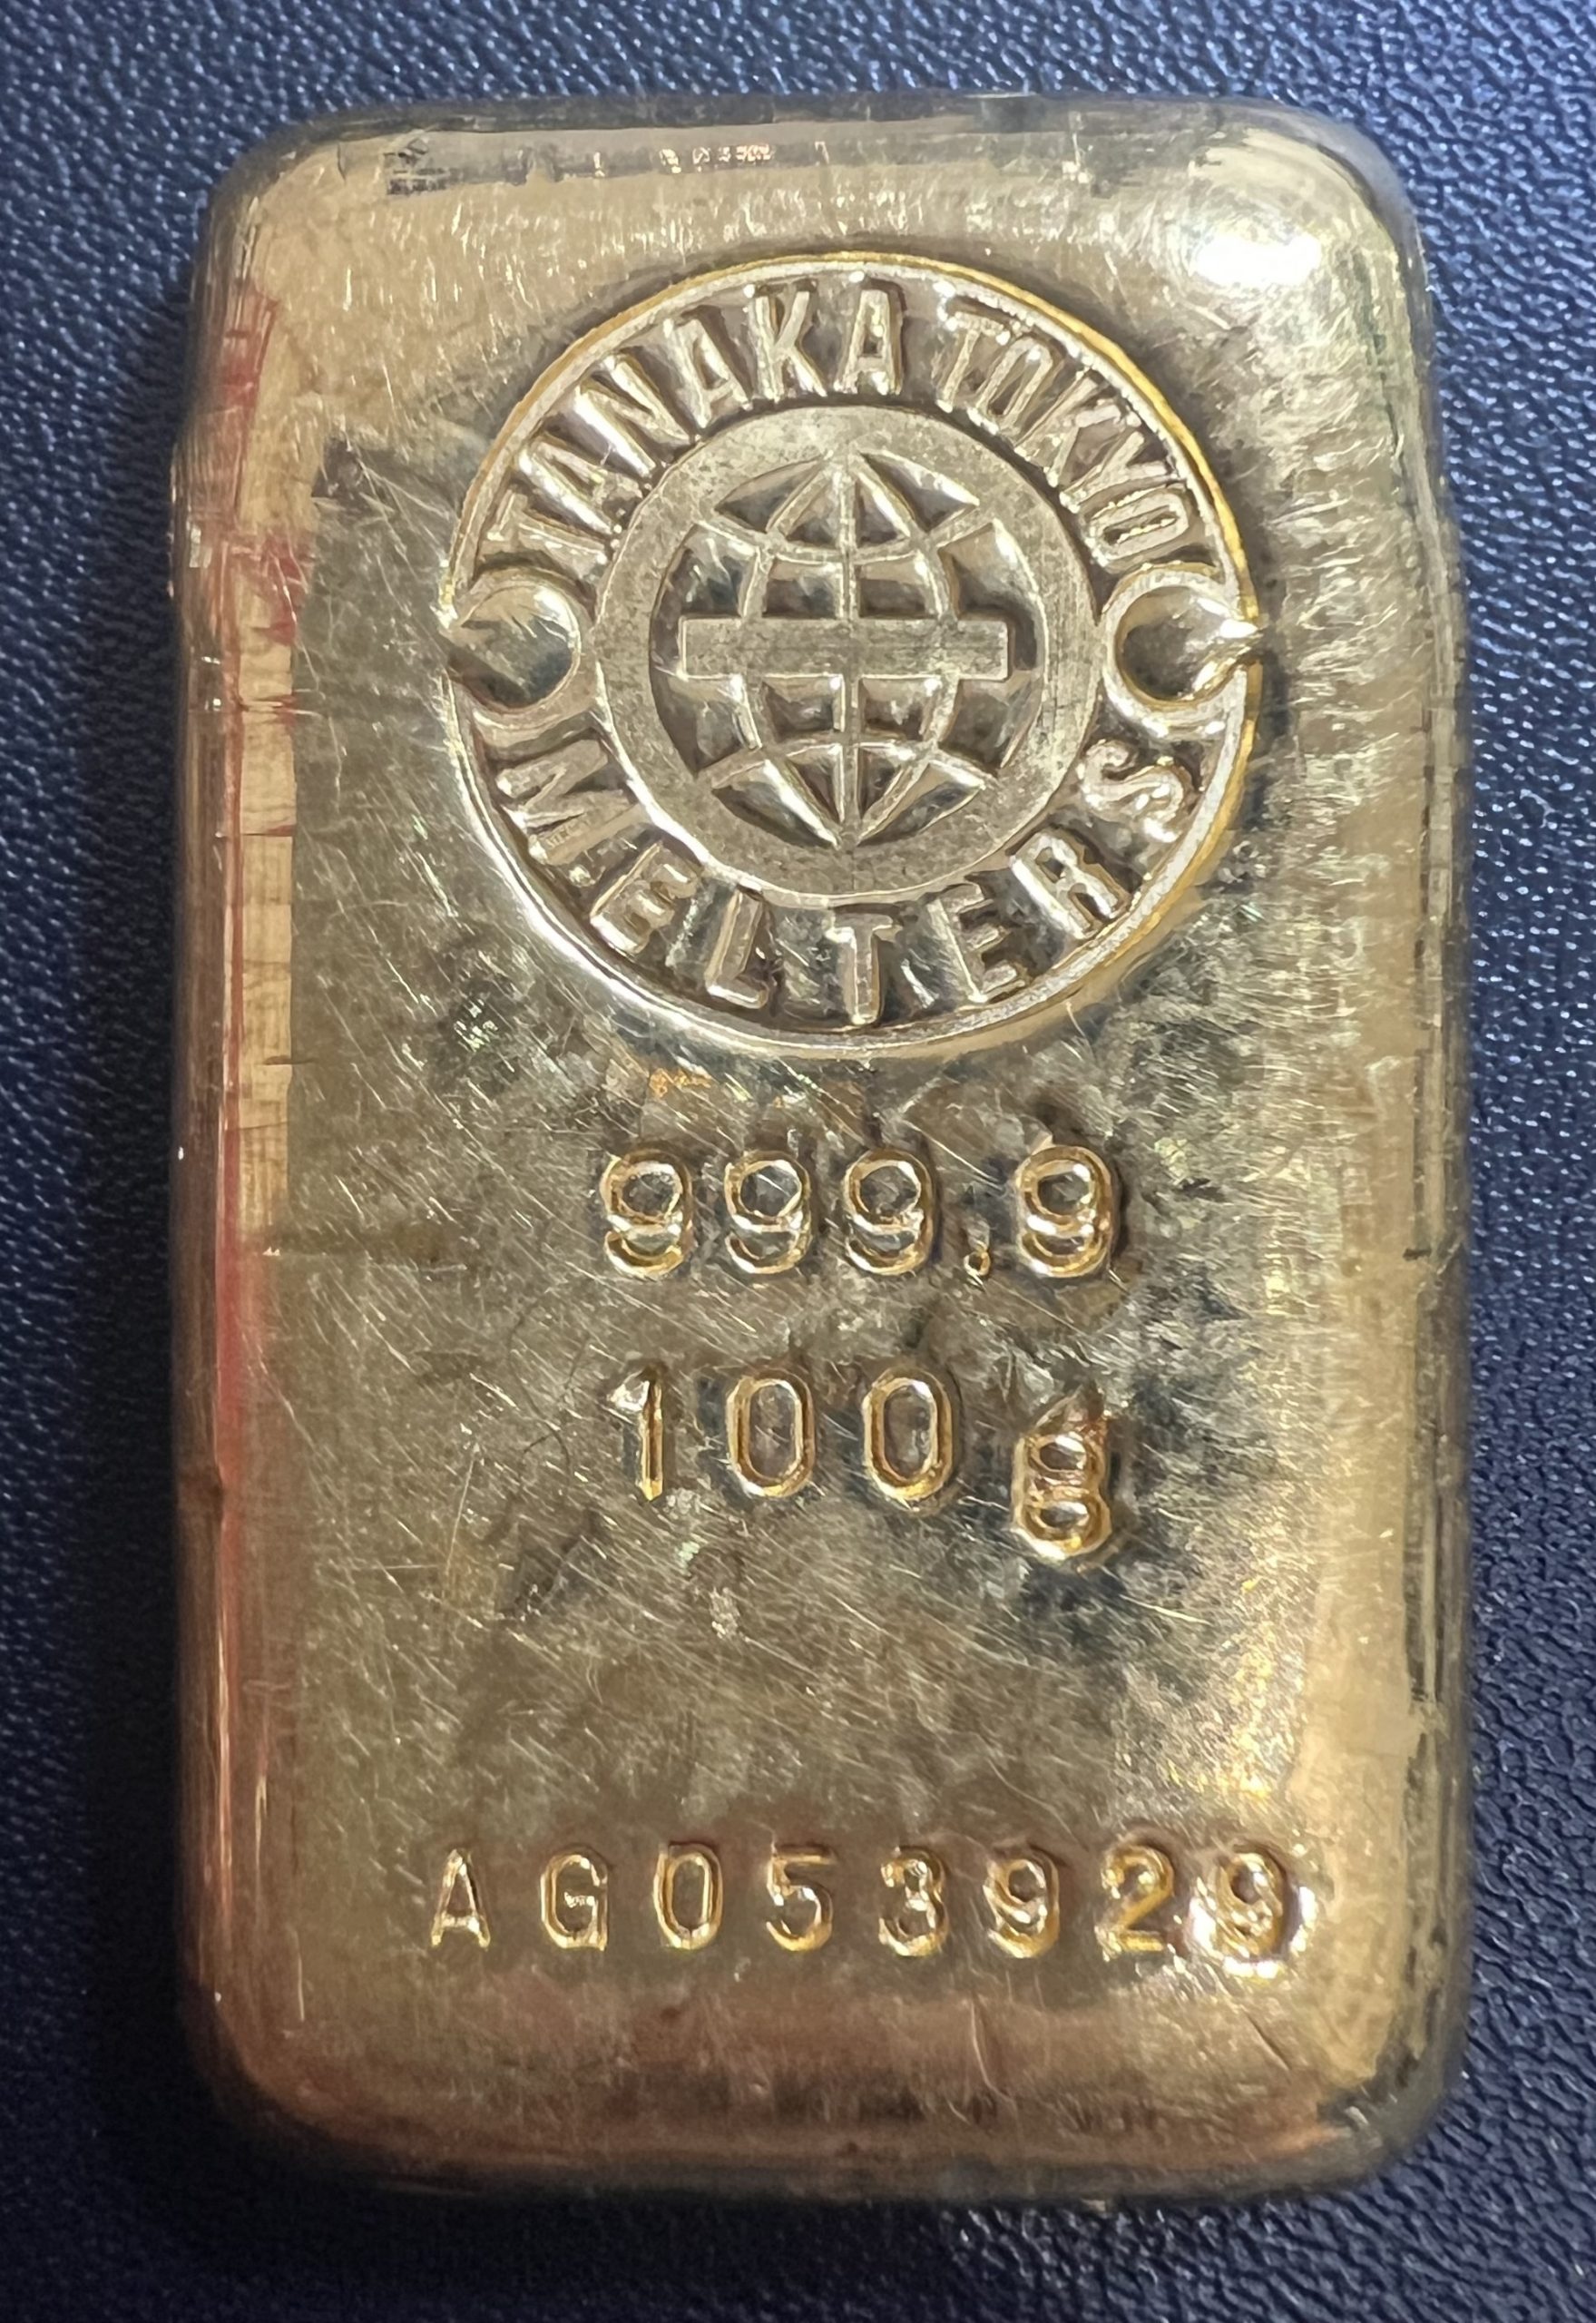 TANAKA TOKYO
MELTERS
999.9
100g
AG053929